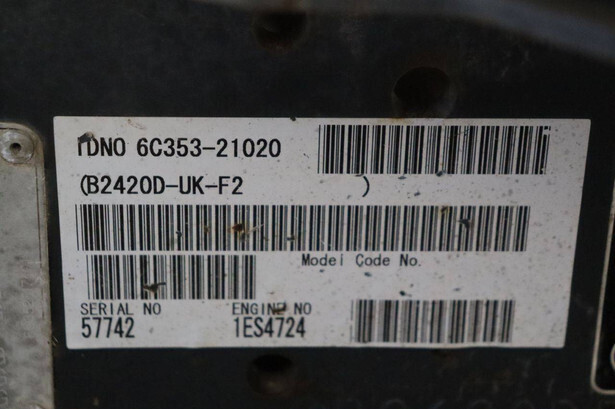 IDNO 6C353-21020
(B2420D-UK-F2 )
Model Code No.
SERIAL NO ENGINE NO
57742 1ES4724